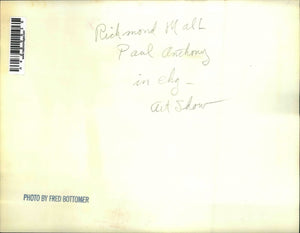 Richmond Mall
Paul Anthony
in chg -
Art Show
PHOTO BY FRED BOTTOMER